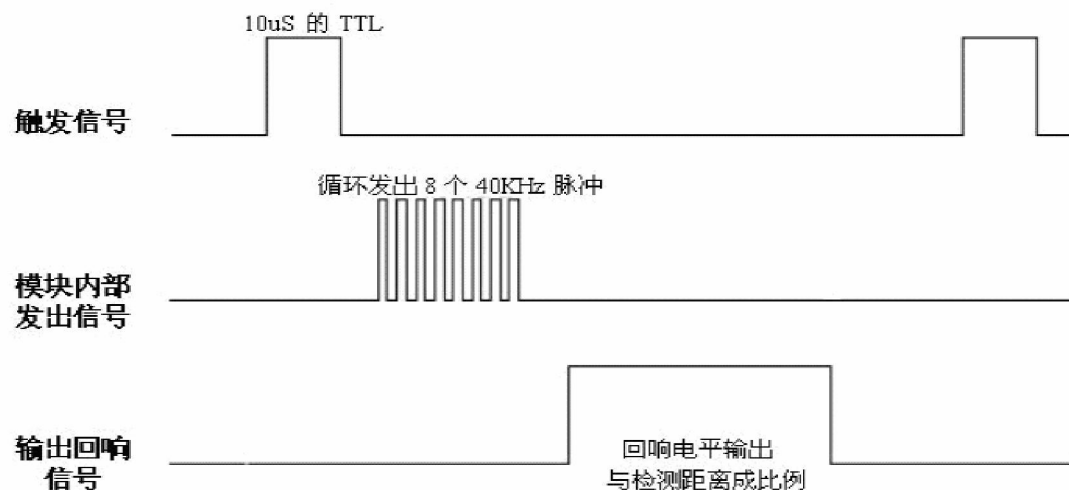 10uS 的 TTL
触发信号
循环发出 8 个 40KHz 脉冲
模块内部
发出信号
输出回响
信号
回响电平输出
与检测距离成比例